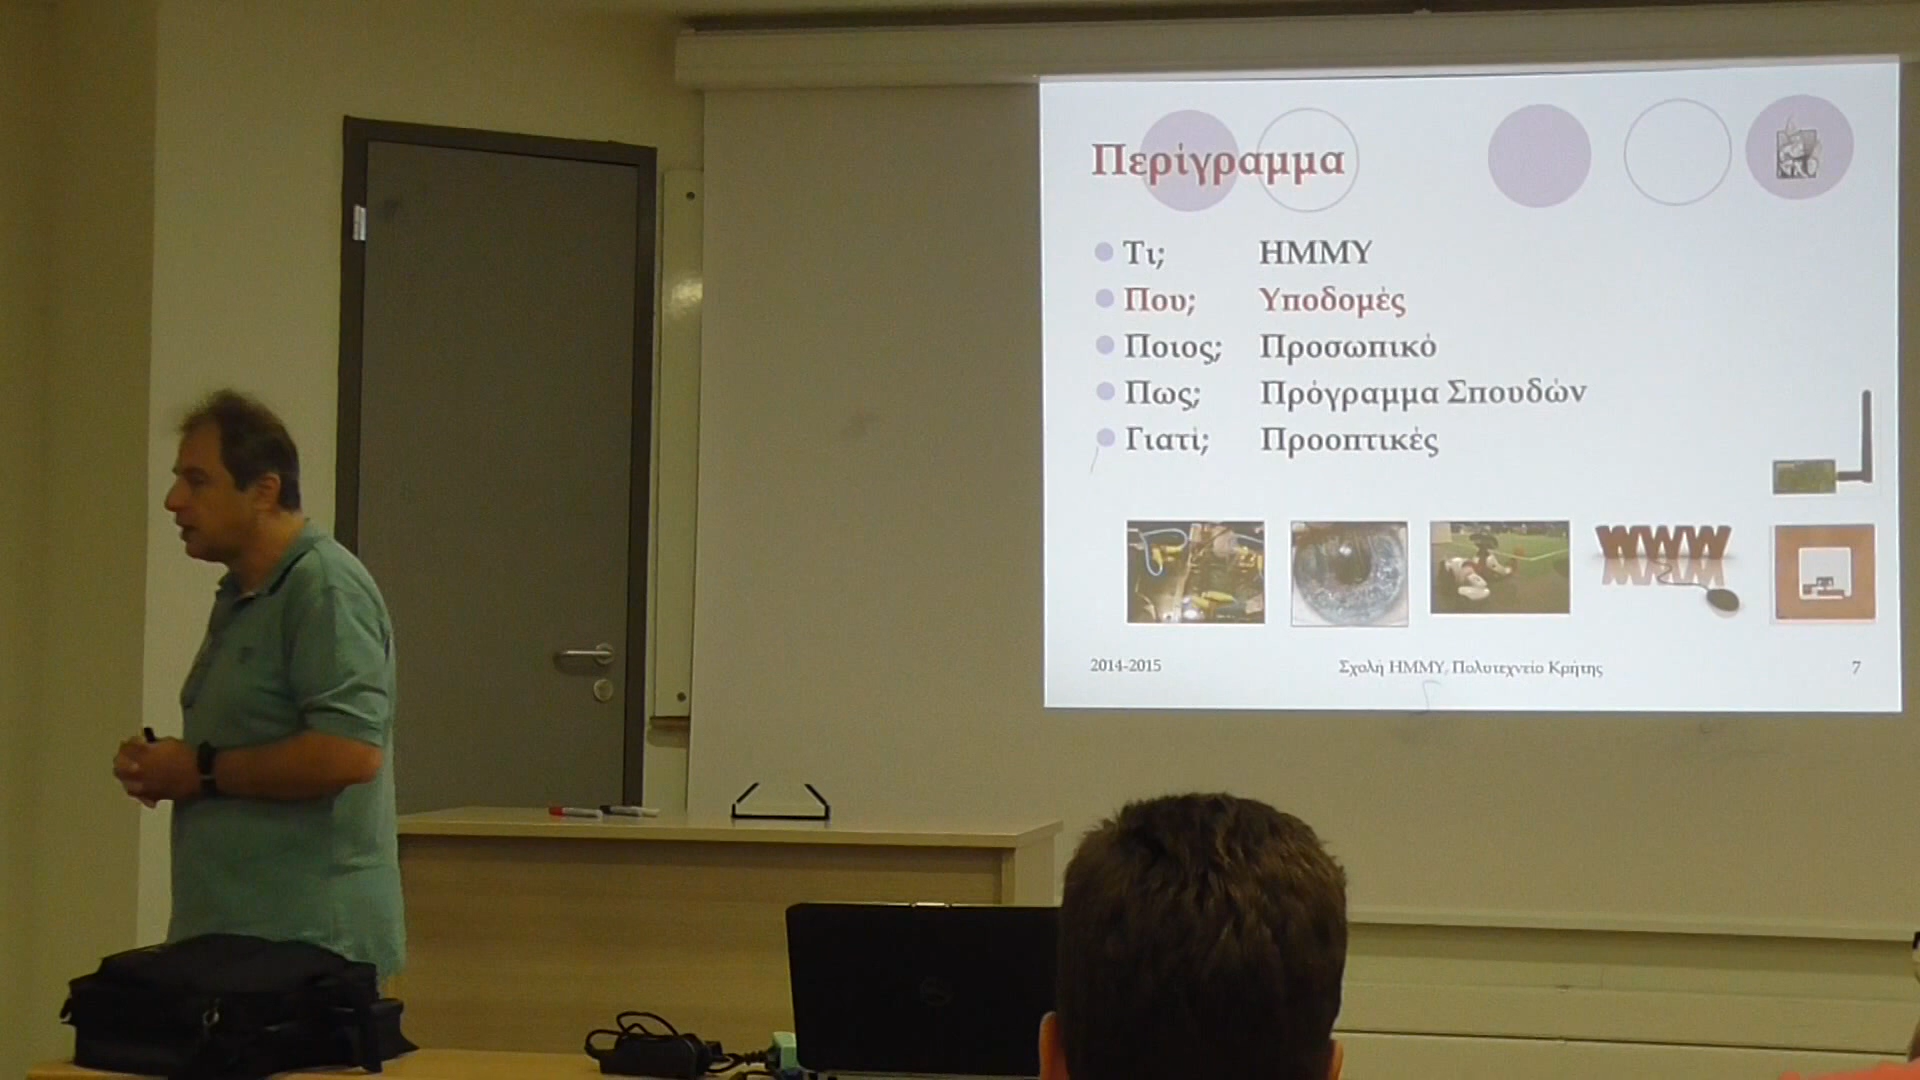 Περίγραμμα
Τι; ΗΜΜΥ
Που; Υποδομές
Ποιος; Προσωπικό
Πως; Πρόγραμμα Σπουδών
Γιατί; Προοπτικές
WWW
2014-2015 Σχολή ΗΜΜΥ, Πολυτεχνείο Κρήτης 7